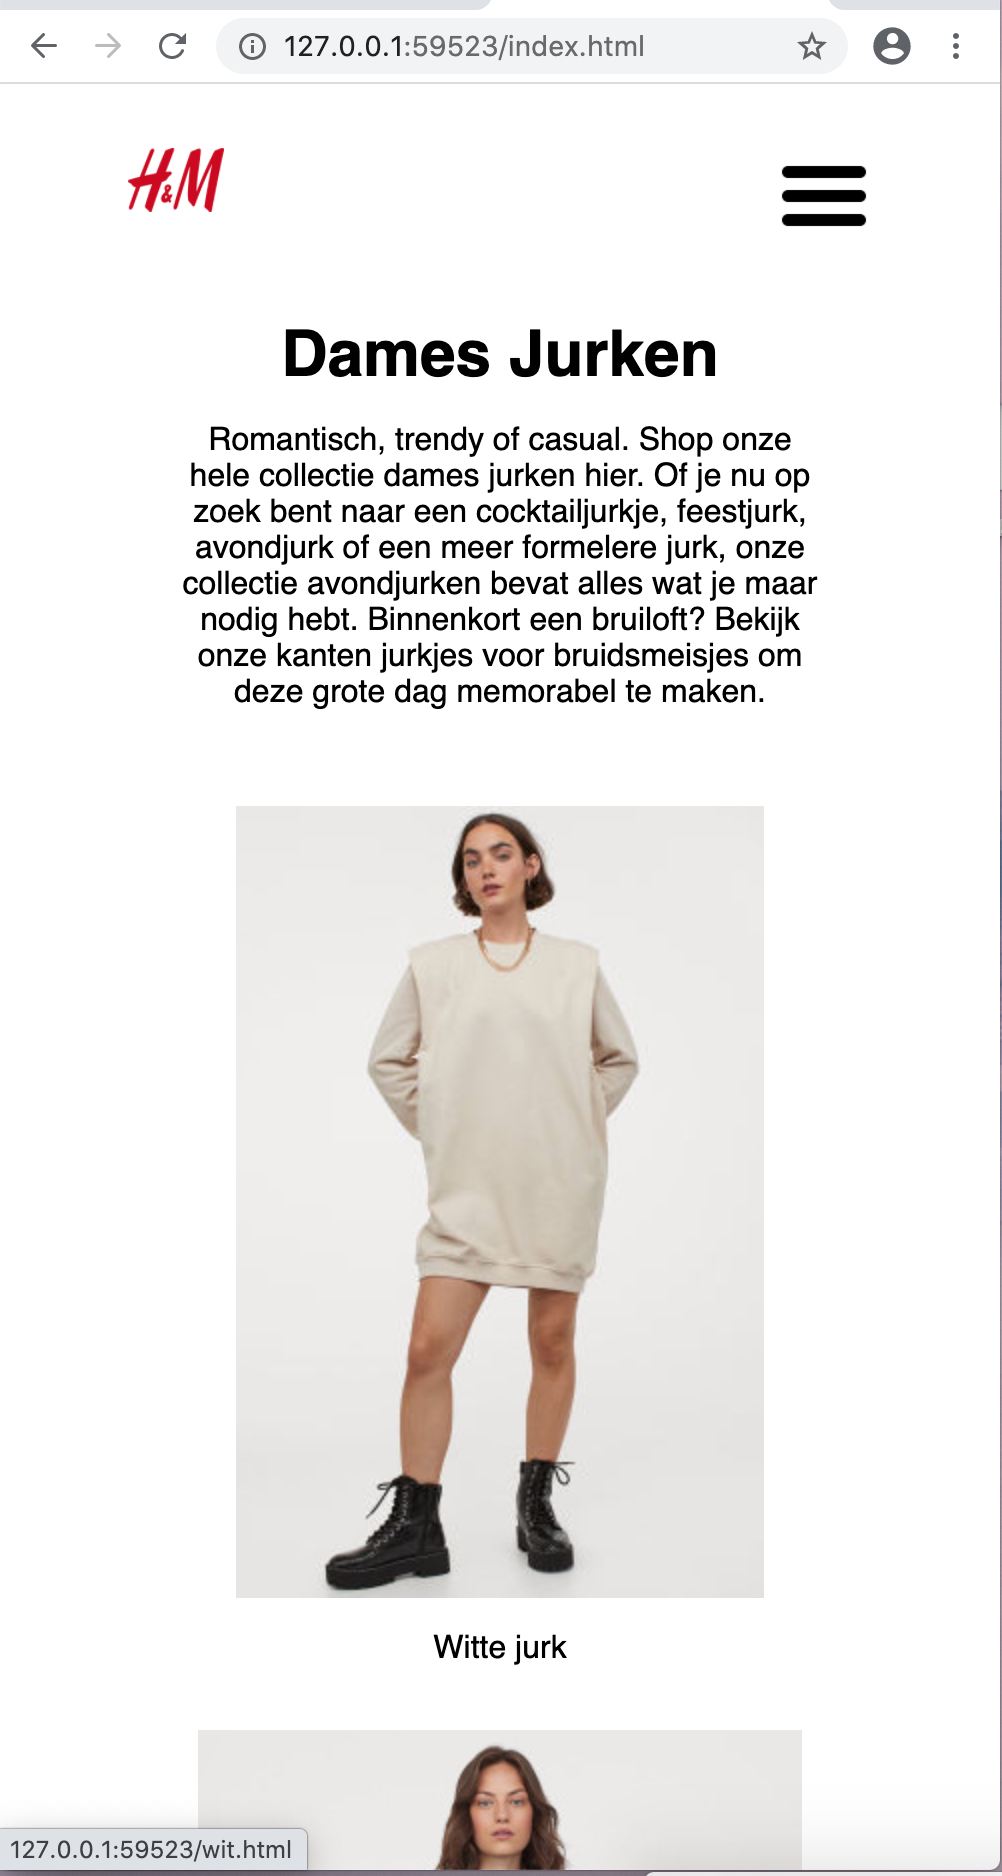 127.0.0.1:59523/index.html
H&M
Dames Jurken
Romantisch, trendy of casual. Shop onze
hele collectie dames jurken hier. Of je nu op
zoek bent naar een cocktailjurkje, feestjurk,
avondjurk of een meer formelere jurk, onze
collectie avondjurken bevat alles wat je maar
nodig hebt. Binnenkort een bruiloft? Bekijk
onze kanten jurkjes voor bruidsmeisjes om
deze grote dag memorabel te maken.
Witte jurk
127.0.0.1:59523/wit.html